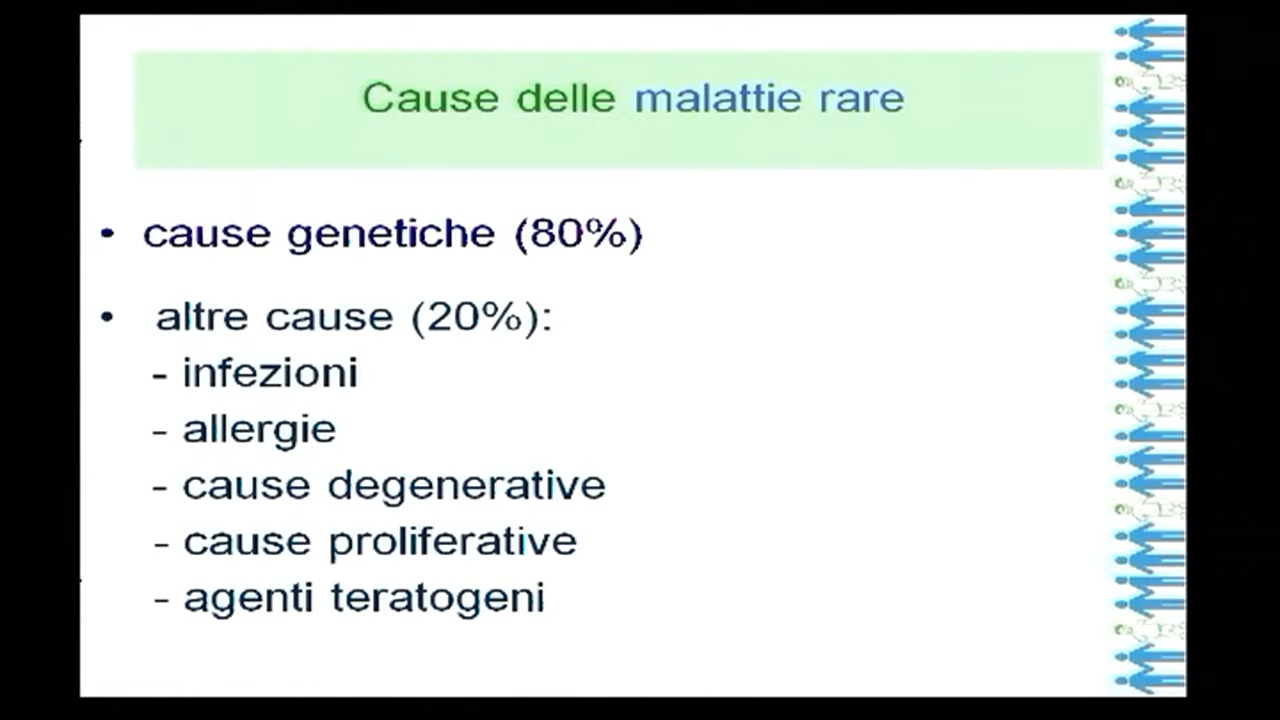 Cause delle malattie rare
• cause genetiche (80%)
• altre cause (20%):
- infezioni
- allergie
- cause degenerative
- cause proliferative
- agenti teratogeni